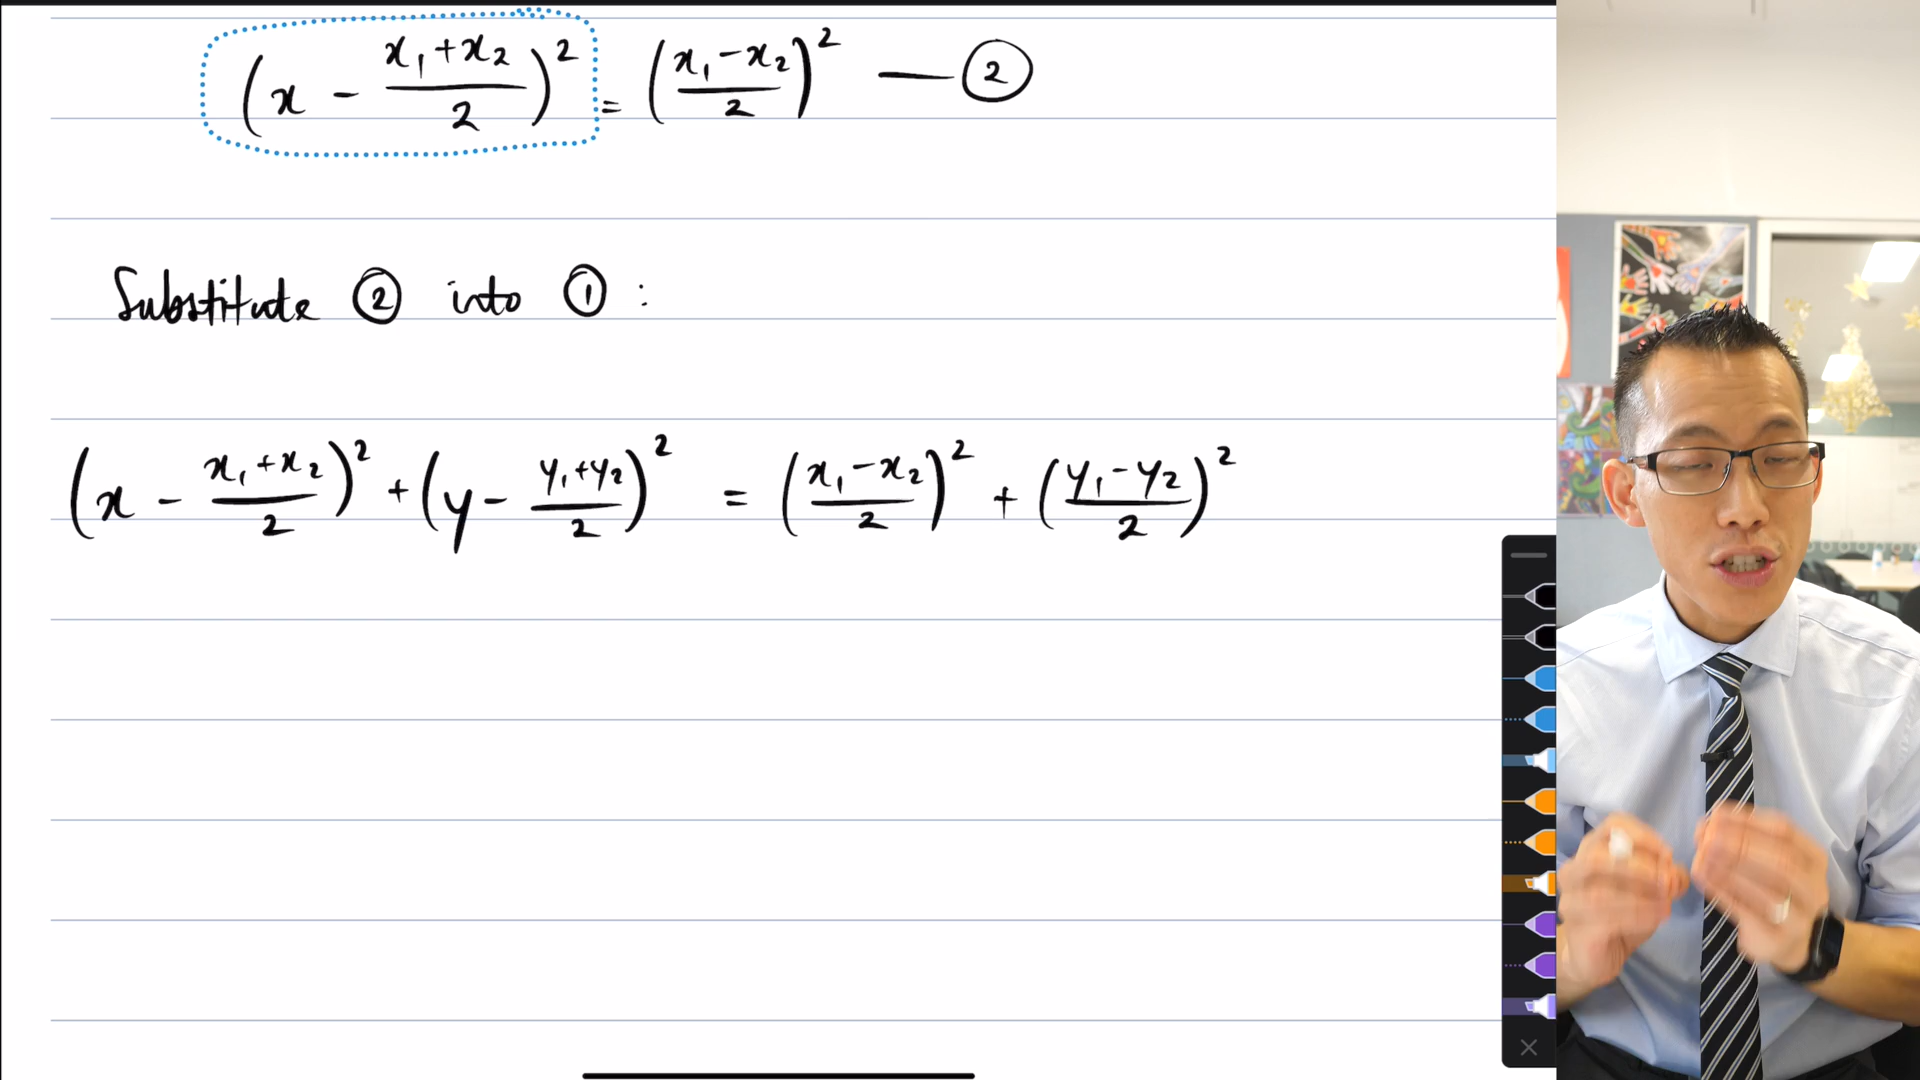 (x - (x₁+x₂)/2)² = ((x₁-x₂)/2)² — ②
Substitute ② into ① :
(x - (x₁+x₂)/2)² + (y - (y₁+y₂)/2)² = ((x₁-x₂)/2)² + ((y₁-y₂)/2)²